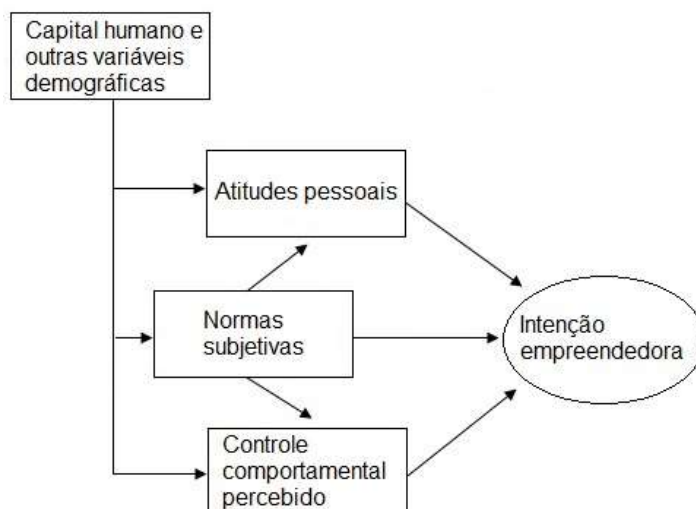 Capital humano e
outras variáveis
demográficas
Atitudes pessoais
Normas
subjetivas
Intenção
empreendedora
Controle
comportamental
percebido